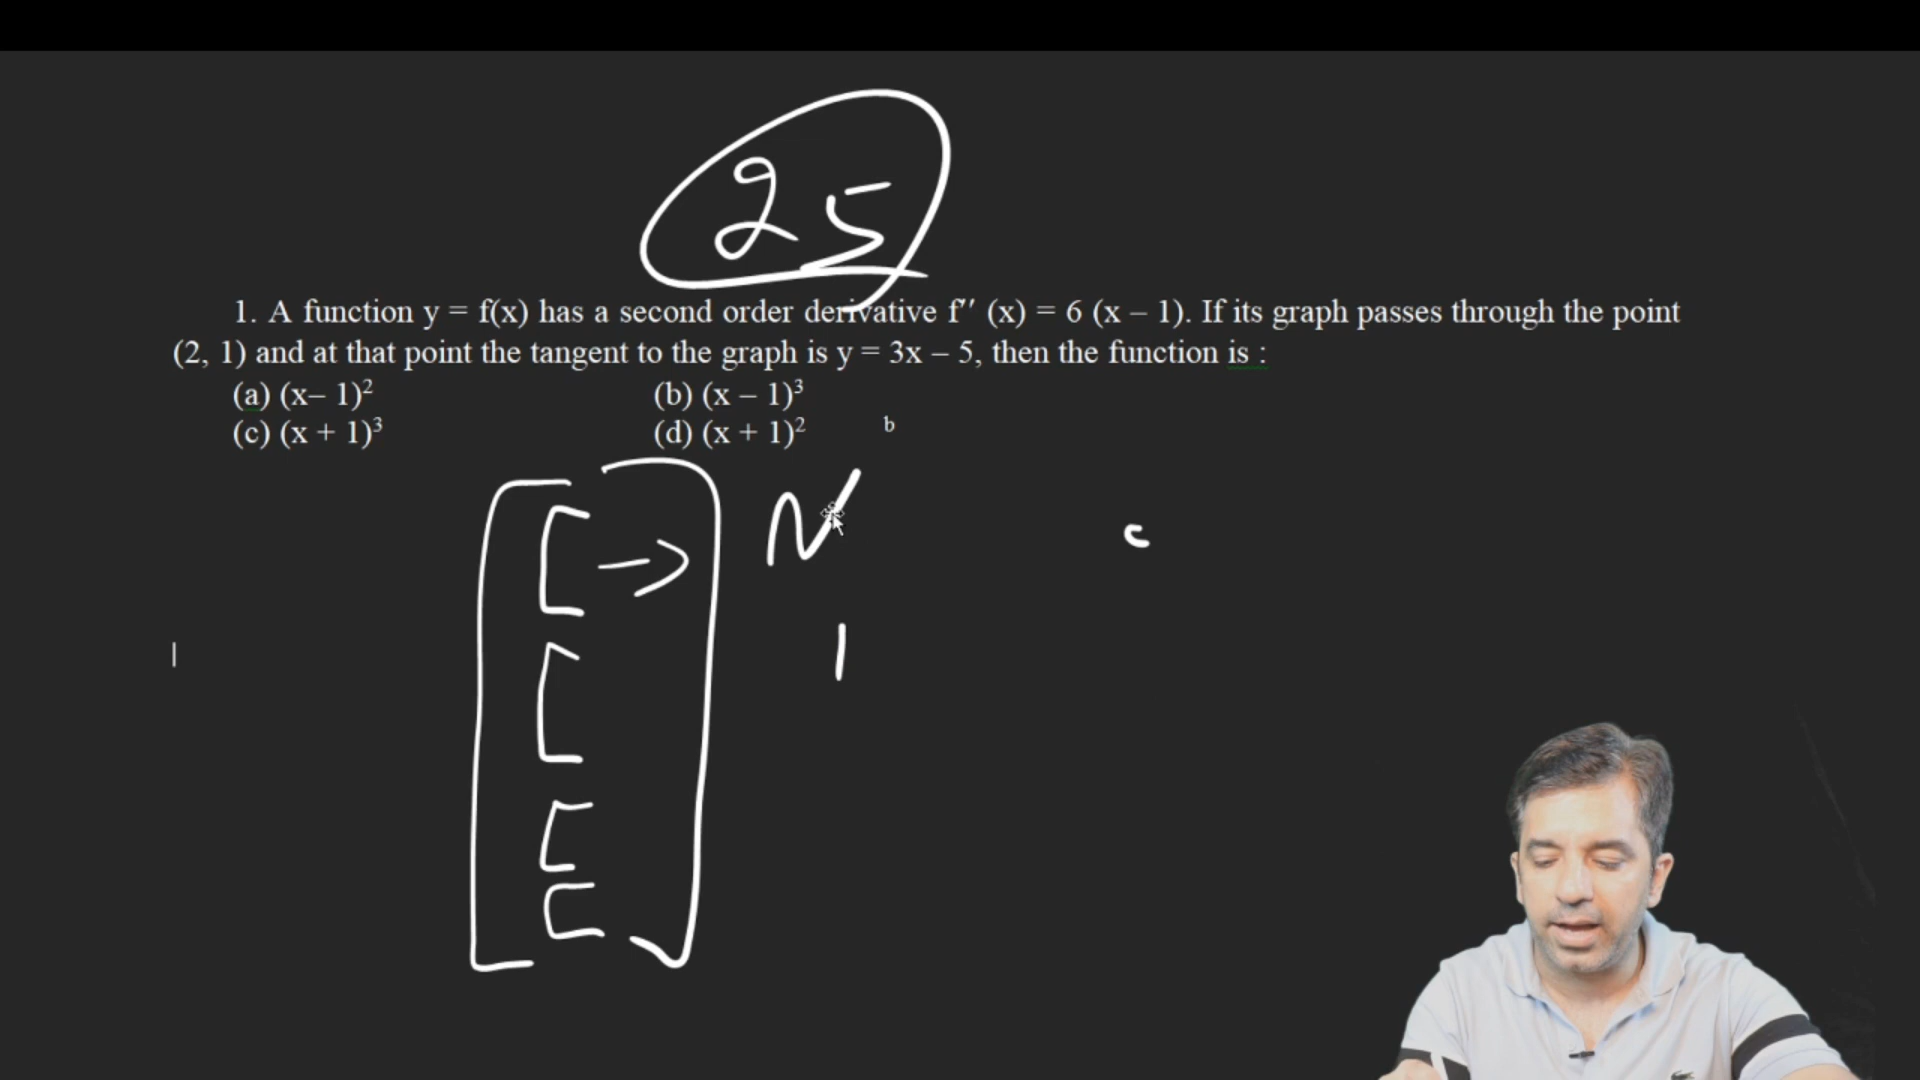 25
1. A function y = f(x) has a second order derivative f′′ (x) = 6 (x – 1). If its graph passes through the point
(2, 1) and at that point the tangent to the graph is y = 3x – 5, then the function is :
(a) (x– 1)² (b) (x – 1)³
(c) (x + 1)³ (d) (x + 1)² b
N
1